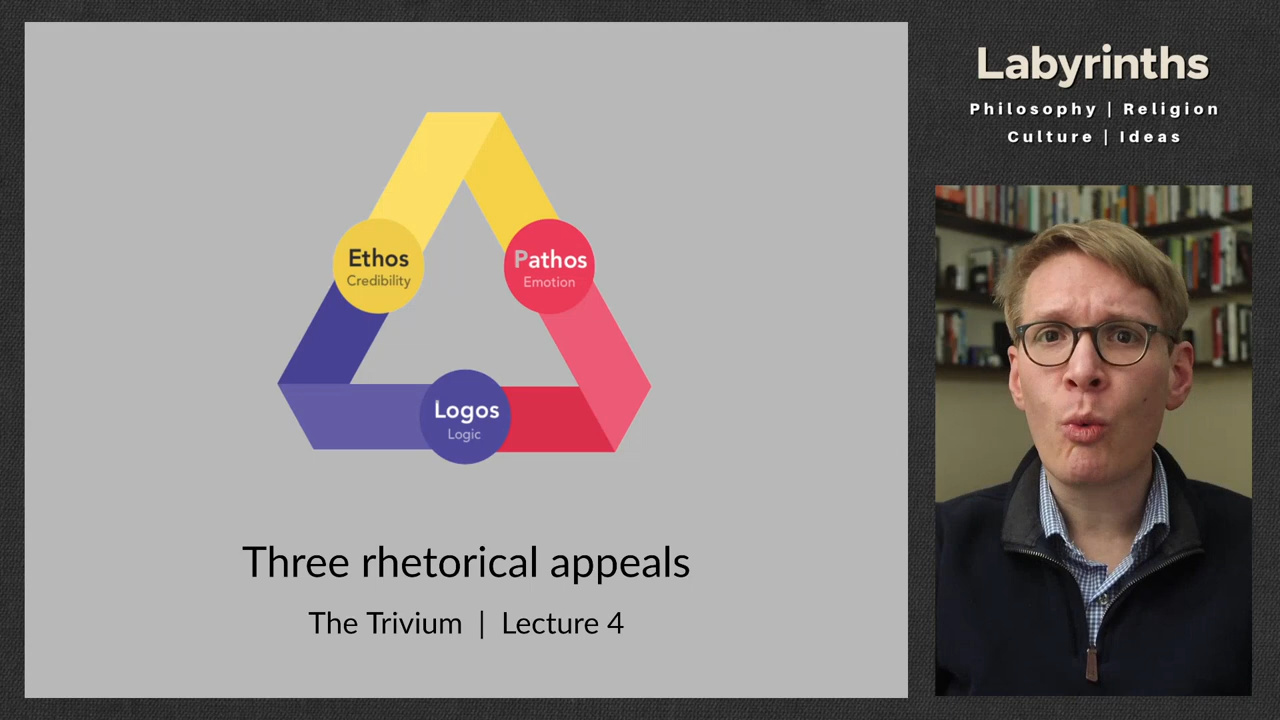 Ethos
Credibility
Pathos
Emotion
Logos
Logic
Three rhetorical appeals
The Trivium | Lecture 4
Labyrinths
Philosophy | Religion
Culture | Ideas